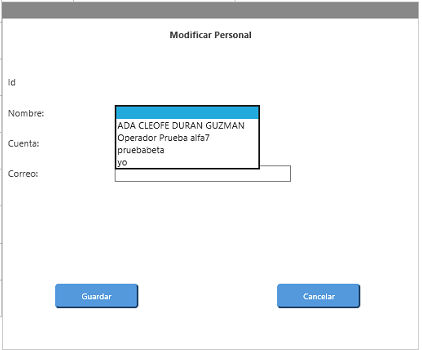 Modificar Personal
Id
Nombre:
ADA CLEOFE DURAN GUZMAN
Operador Prueba alfa7
pruebabeta
yo
Cuenta:
Correo:
Guardar
Cancelar